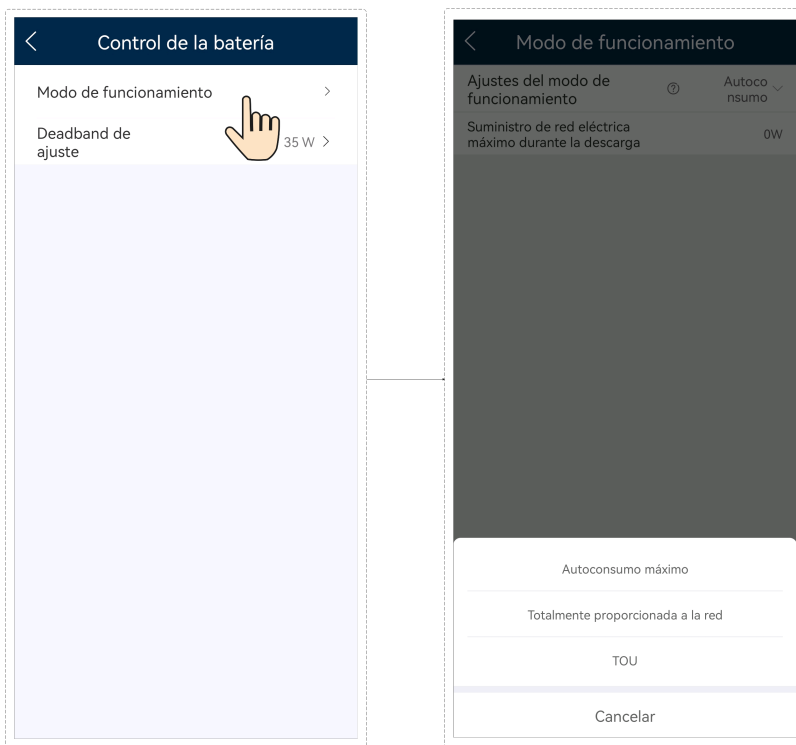 Control de la batería
Modo de funcionamiento
Deadband de
ajuste
35 W
Modo de funcionamiento
Ajustes del modo de
funcionamiento
Autoco
nsumo
Suministro de red eléctrica
máximo durante la descarga
0W
Autoconsumo máximo
Totalmente proporcionada a la red
TOU
Cancelar